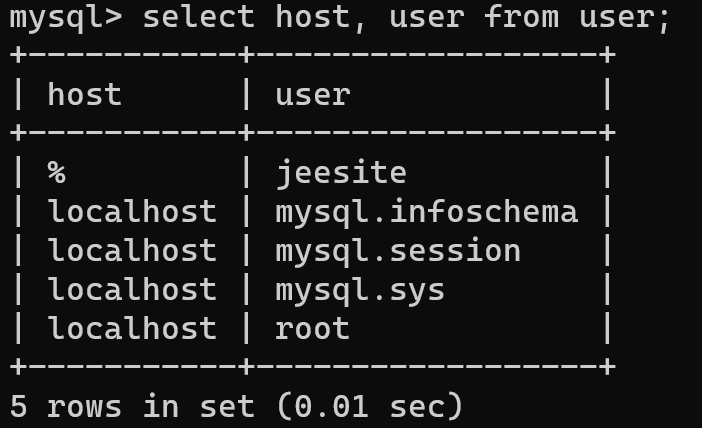 mysql> select host, user from user;
+-----------+------------------+
| host      | user             |
+-----------+------------------+
| %         | jeesite          |
| localhost | mysql.infoschema |
| localhost | mysql.session    |
| localhost | mysql.sys        |
| localhost | root             |
+-----------+------------------+
5 rows in set (0.01 sec)